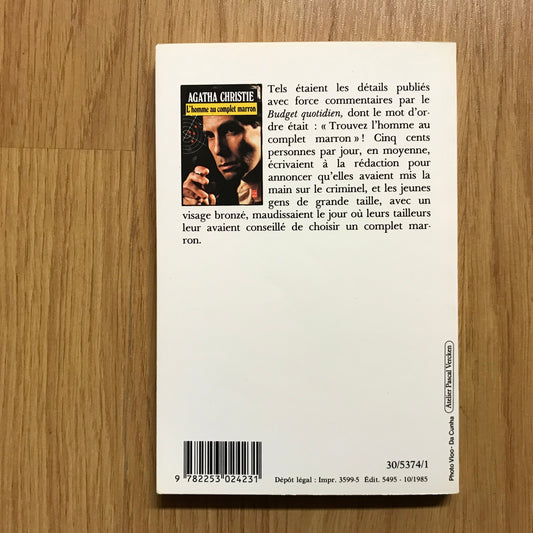 AGATHA CHRISTIE
L'homme au complet marron
Tels étaient les détails publiés
avec force commentaires par le
Budget quotidien, dont le mot d'or-
dre était : « Trouvez l'homme au
complet marron » ! Cinq cents
personnes par jour, en moyenne,
écrivaient à la rédaction pour
annoncer qu'elles avaient mis la
main sur le criminel, et les jeunes
gens de grande taille, avec un
visage bronzé, maudissaient le jour où leurs tailleurs
leur avaient conseillé de choisir un complet mar-
ron.
Photo Vloo - Da Cunha Atelier Pascal Vercken
30/5374/1
9 782253 024231
Dépôt légal : Impr. 3599-5 Édit. 5495 - 10/1985